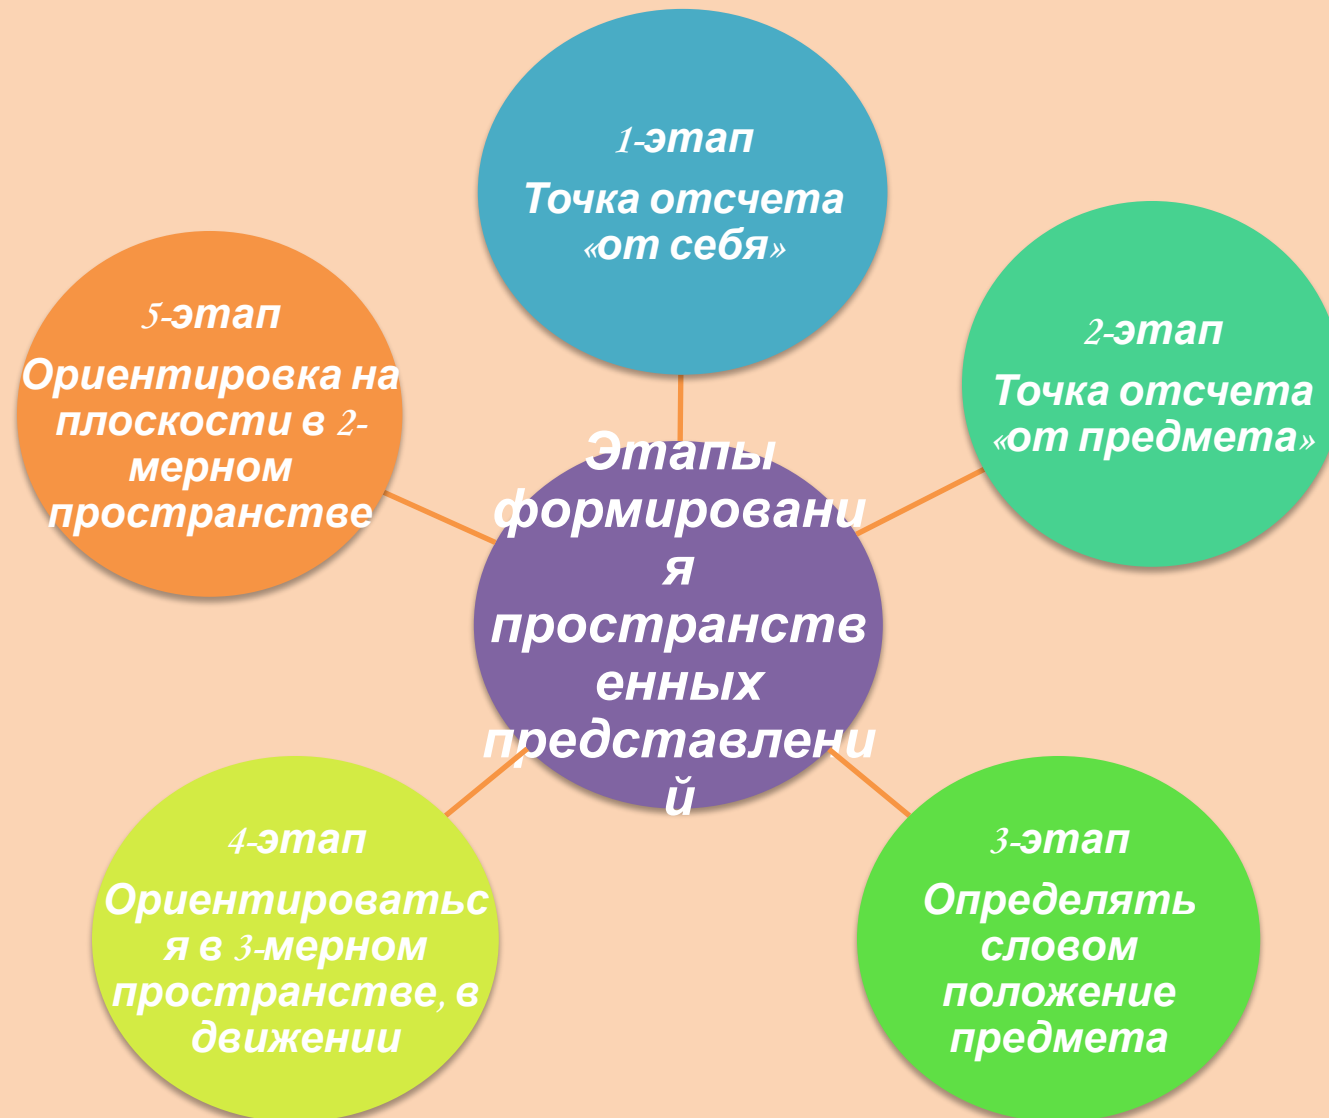 1-этап
Точка отсчета
«от себя»
2-этап
Точка отсчета
«от предмета»
3-этап
Определять
словом
положение
предмета
4-этап
Ориентироватьс
я в 3-мерном
пространстве, в
движении
5-этап
Ориентировка на
плоскости в 2-
мерном
пространстве
Этапы
формировани
я
пространств
енных
представлени
й